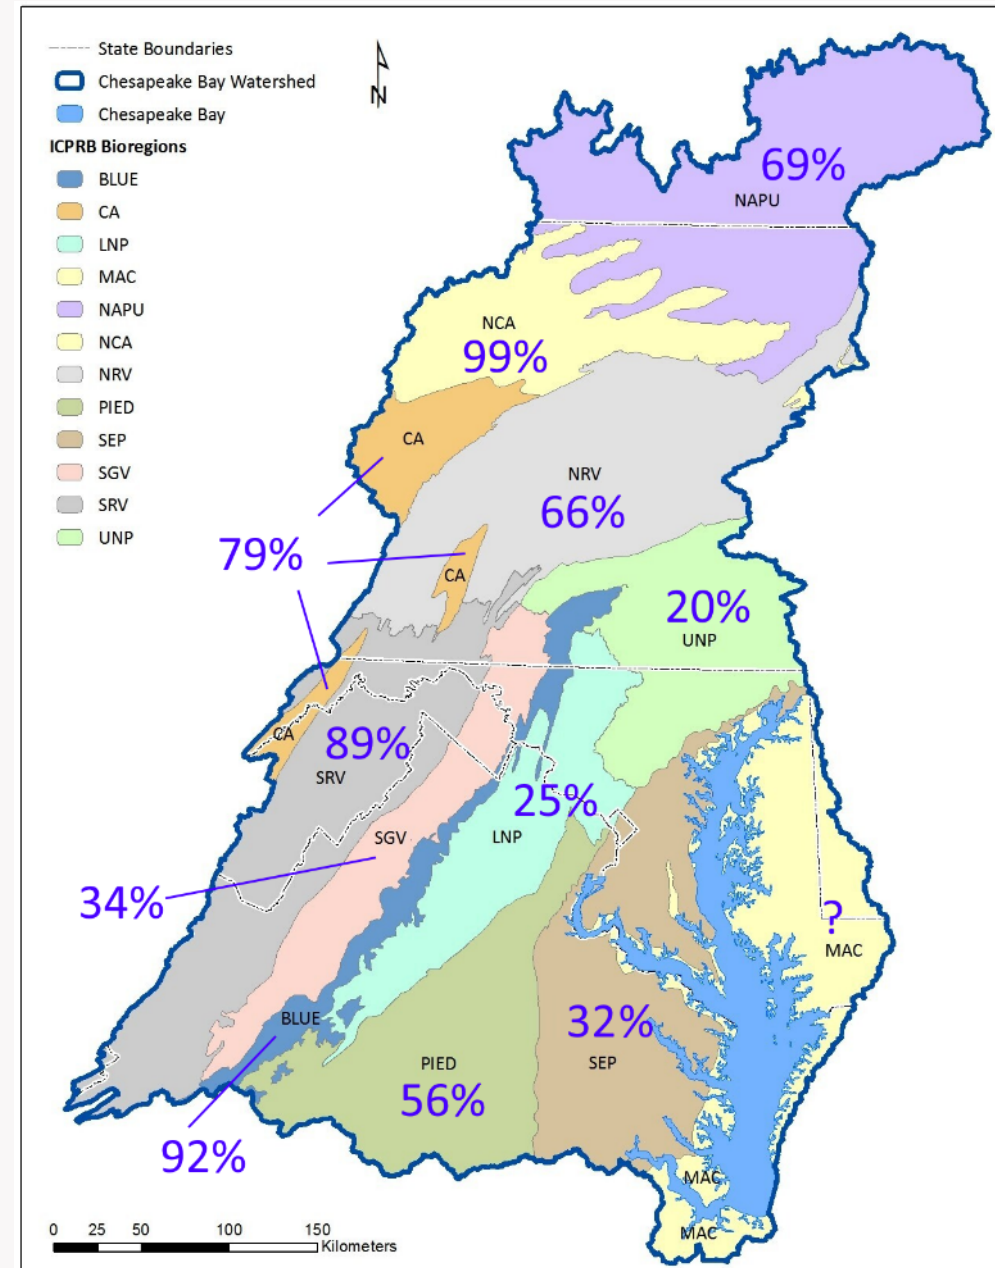 State Boundaries
Chesapeake Bay Watershed
Chesapeake Bay
ICPRB Bioregions
BLUE
CA
LNP
MAC
NAPU
NCA
NRV
PIED
SEP
SGV
SRV
UNP
N
69%
NAPU
NCA
99%
CA
NRV
66%
79%
CA
20%
UNP
CA
89%
SRV
25%
SGV
LNP
34%
?
MAC
BLUE
32%
PIED
SEP
56%
92%
MAC
MAC
0 25 50 100 150
Kilometers